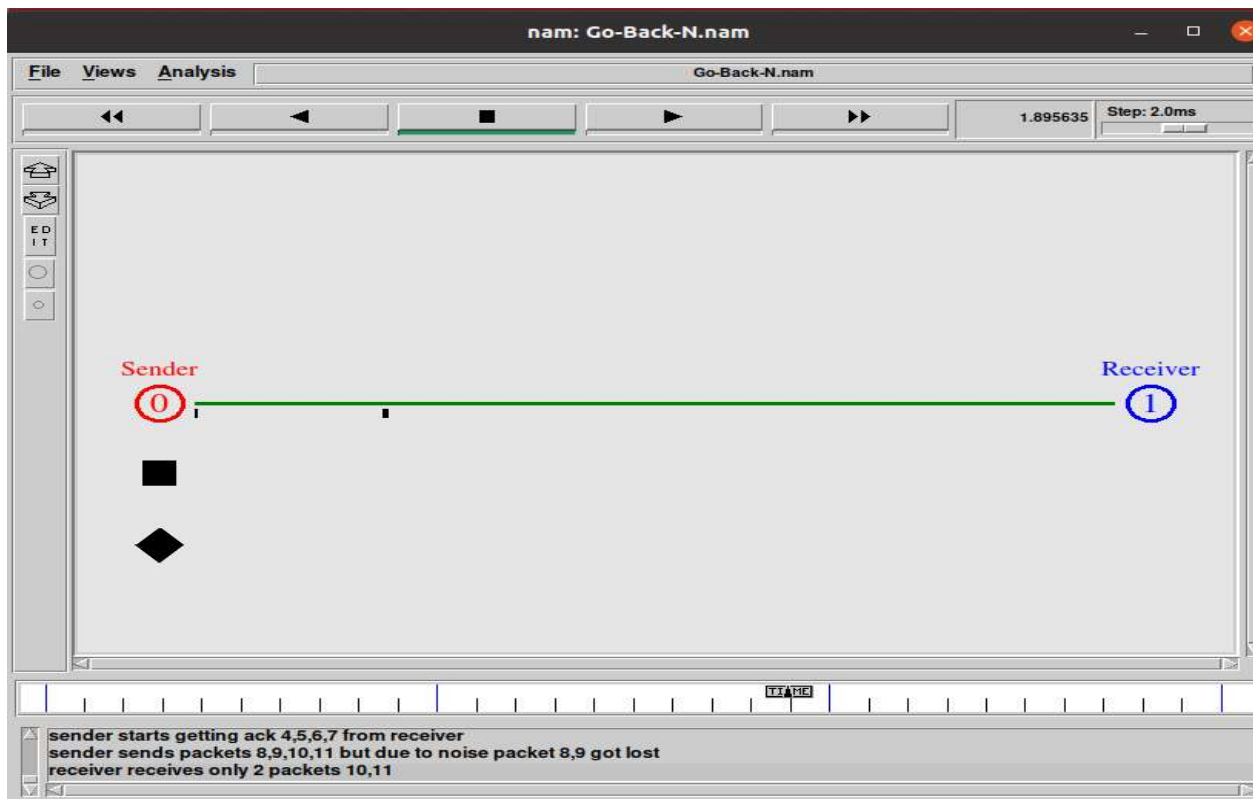 nam: Go-Back-N.nam
File Views Analysis Go-Back-N.nam
1.895635 Step: 2.0ms
ED
IT
Sender Receiver
0 1
TIME
sender starts getting ack 4,5,6,7 from receiver
sender sends packets 8,9,10,11 but due to noise packet 8,9 got lost
receiver receives only 2 packets 10,11